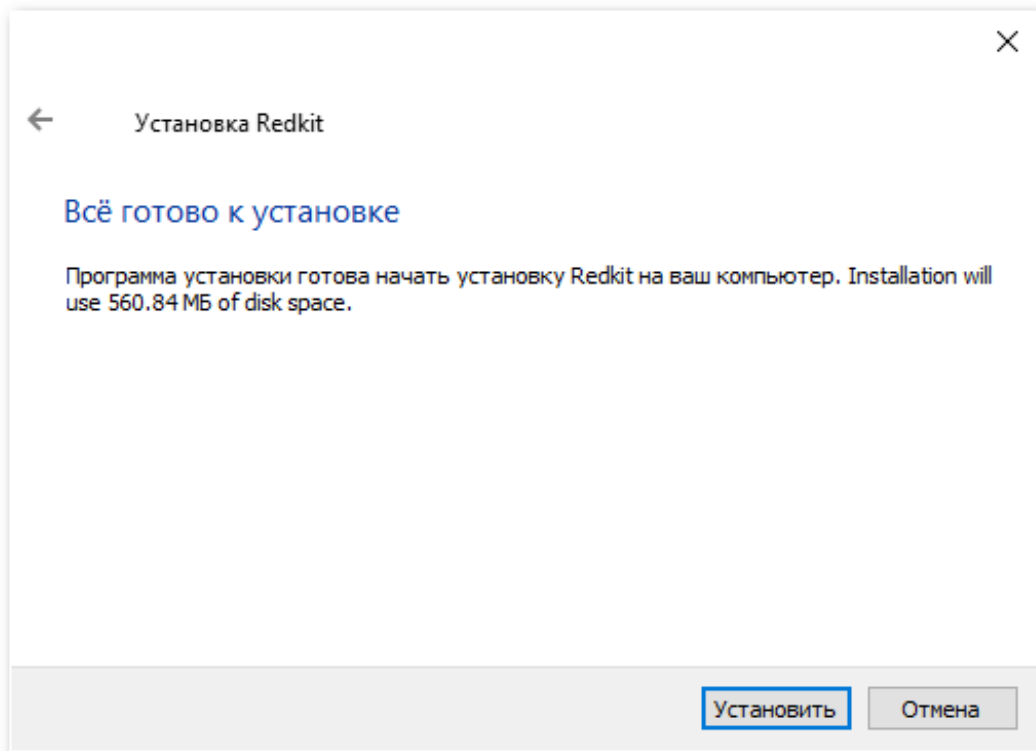 Установка Redkit
Всё готово к установке
Программа установки готова начать установку Redkit на ваш компьютер. Installation will
use 560.84 МБ of disk space.
Установить
Отмена